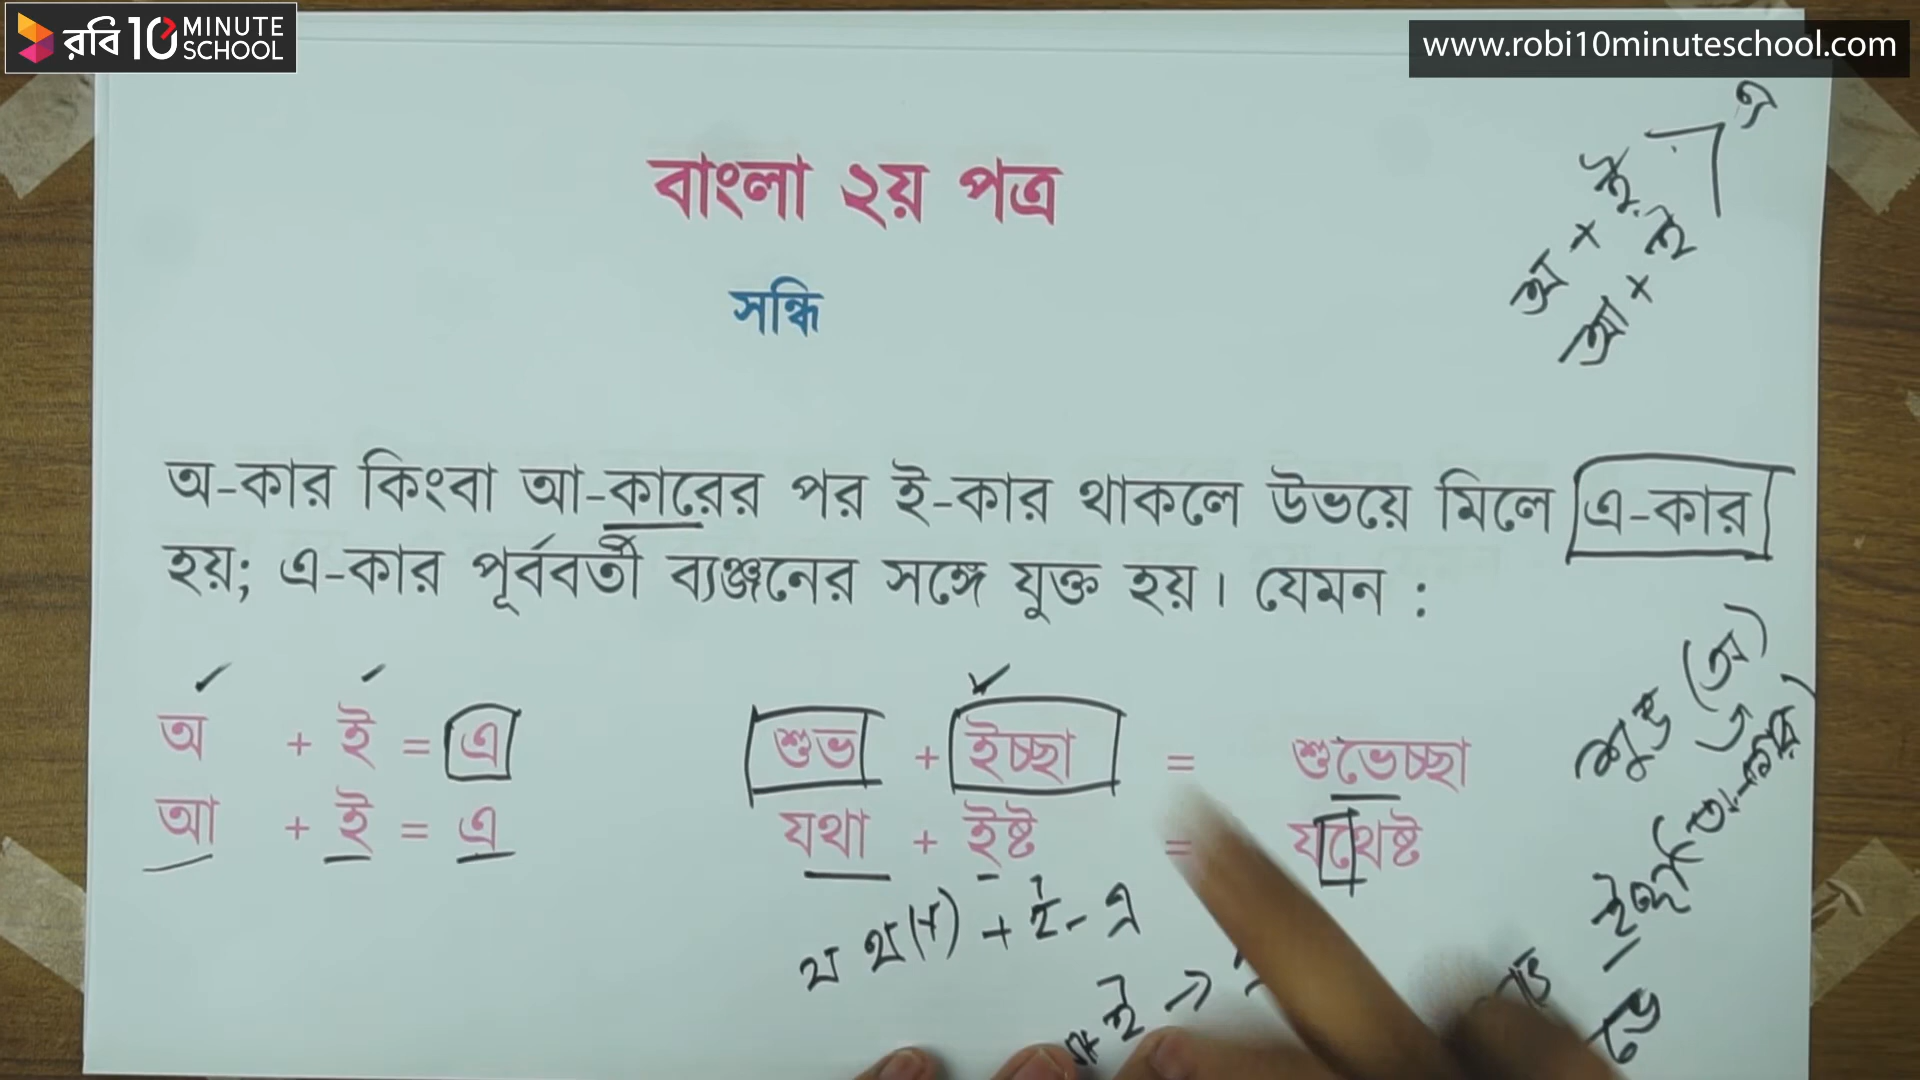 রবি 10 MINUTE SCHOOL
www.robi10minuteschool.com
বাংলা ২য় পত্র
সন্ধি
এ
অ + ই
আ + ই
অ-কার কিংবা আ-কারের পর ই-কার থাকলে উভয়ে মিলে এ-কার
হয়; এ-কার পূর্ববর্তী ব্যঞ্জনের সঙ্গে যুক্ত হয়। যেমন :
অ + ই = এ শুভ + ইচ্ছা = শুভেচ্ছা
আ + ই = এ যথা + ইষ্ট = যথেষ্ট
শুভ (অ)
য থ(া) + ই - এ
ভে